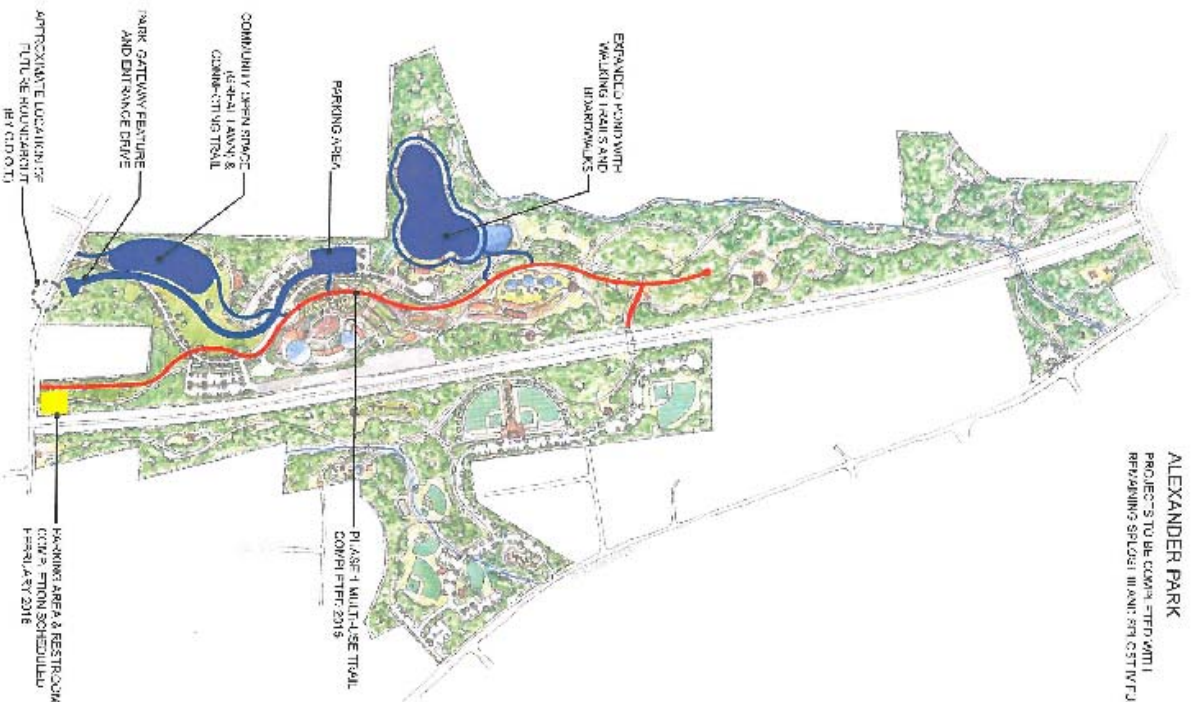 ALEXANDER PARK
PROJECTS TO BE COMPLETED WITH
REMAINING SPLOST III AND SPLOST IV FU
EXPANDED POND WITH
WALKING TRAILS AND
BOARDWALKS
PARKING AREA
COMMUNITY OPEN SPACE
(GREAT LAWN) &
CONNECTING TRAIL
PARK GATEWAY FEATURE
AND ENTRANCE DRIVE
APPROXIMATE LOCATION OF
FUTURE ROUNDABOUT
(BY G.D.O.T.)
PHASE 1 MULTI-USE TRAIL
COMPLETED 2015
PARKING AREA & RESTROOM
COMPLETION SCHEDULED
FEBRUARY 2016